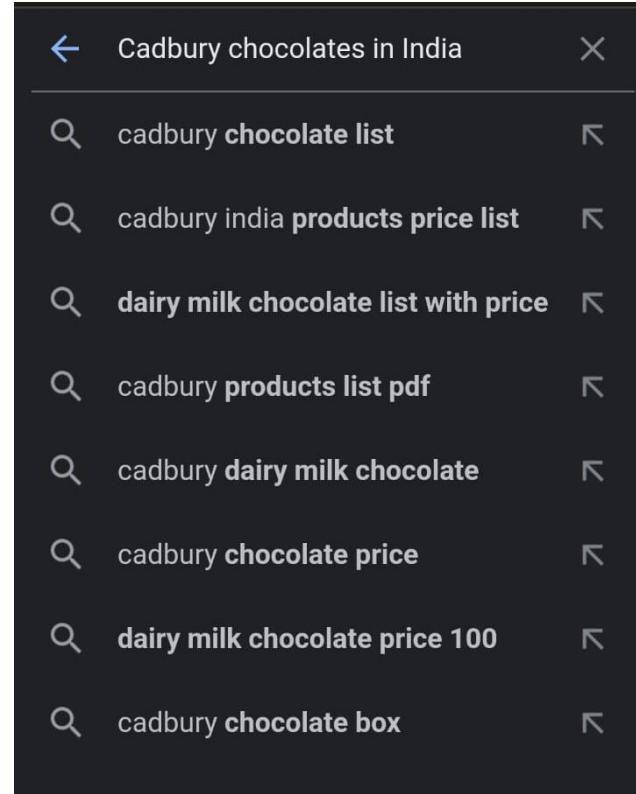 Cadbury chocolates in India
cadbury chocolate list
cadbury india products price list
dairy milk chocolate list with price
cadbury products list pdf
cadbury dairy milk chocolate
cadbury chocolate price
dairy milk chocolate price 100
cadbury chocolate box